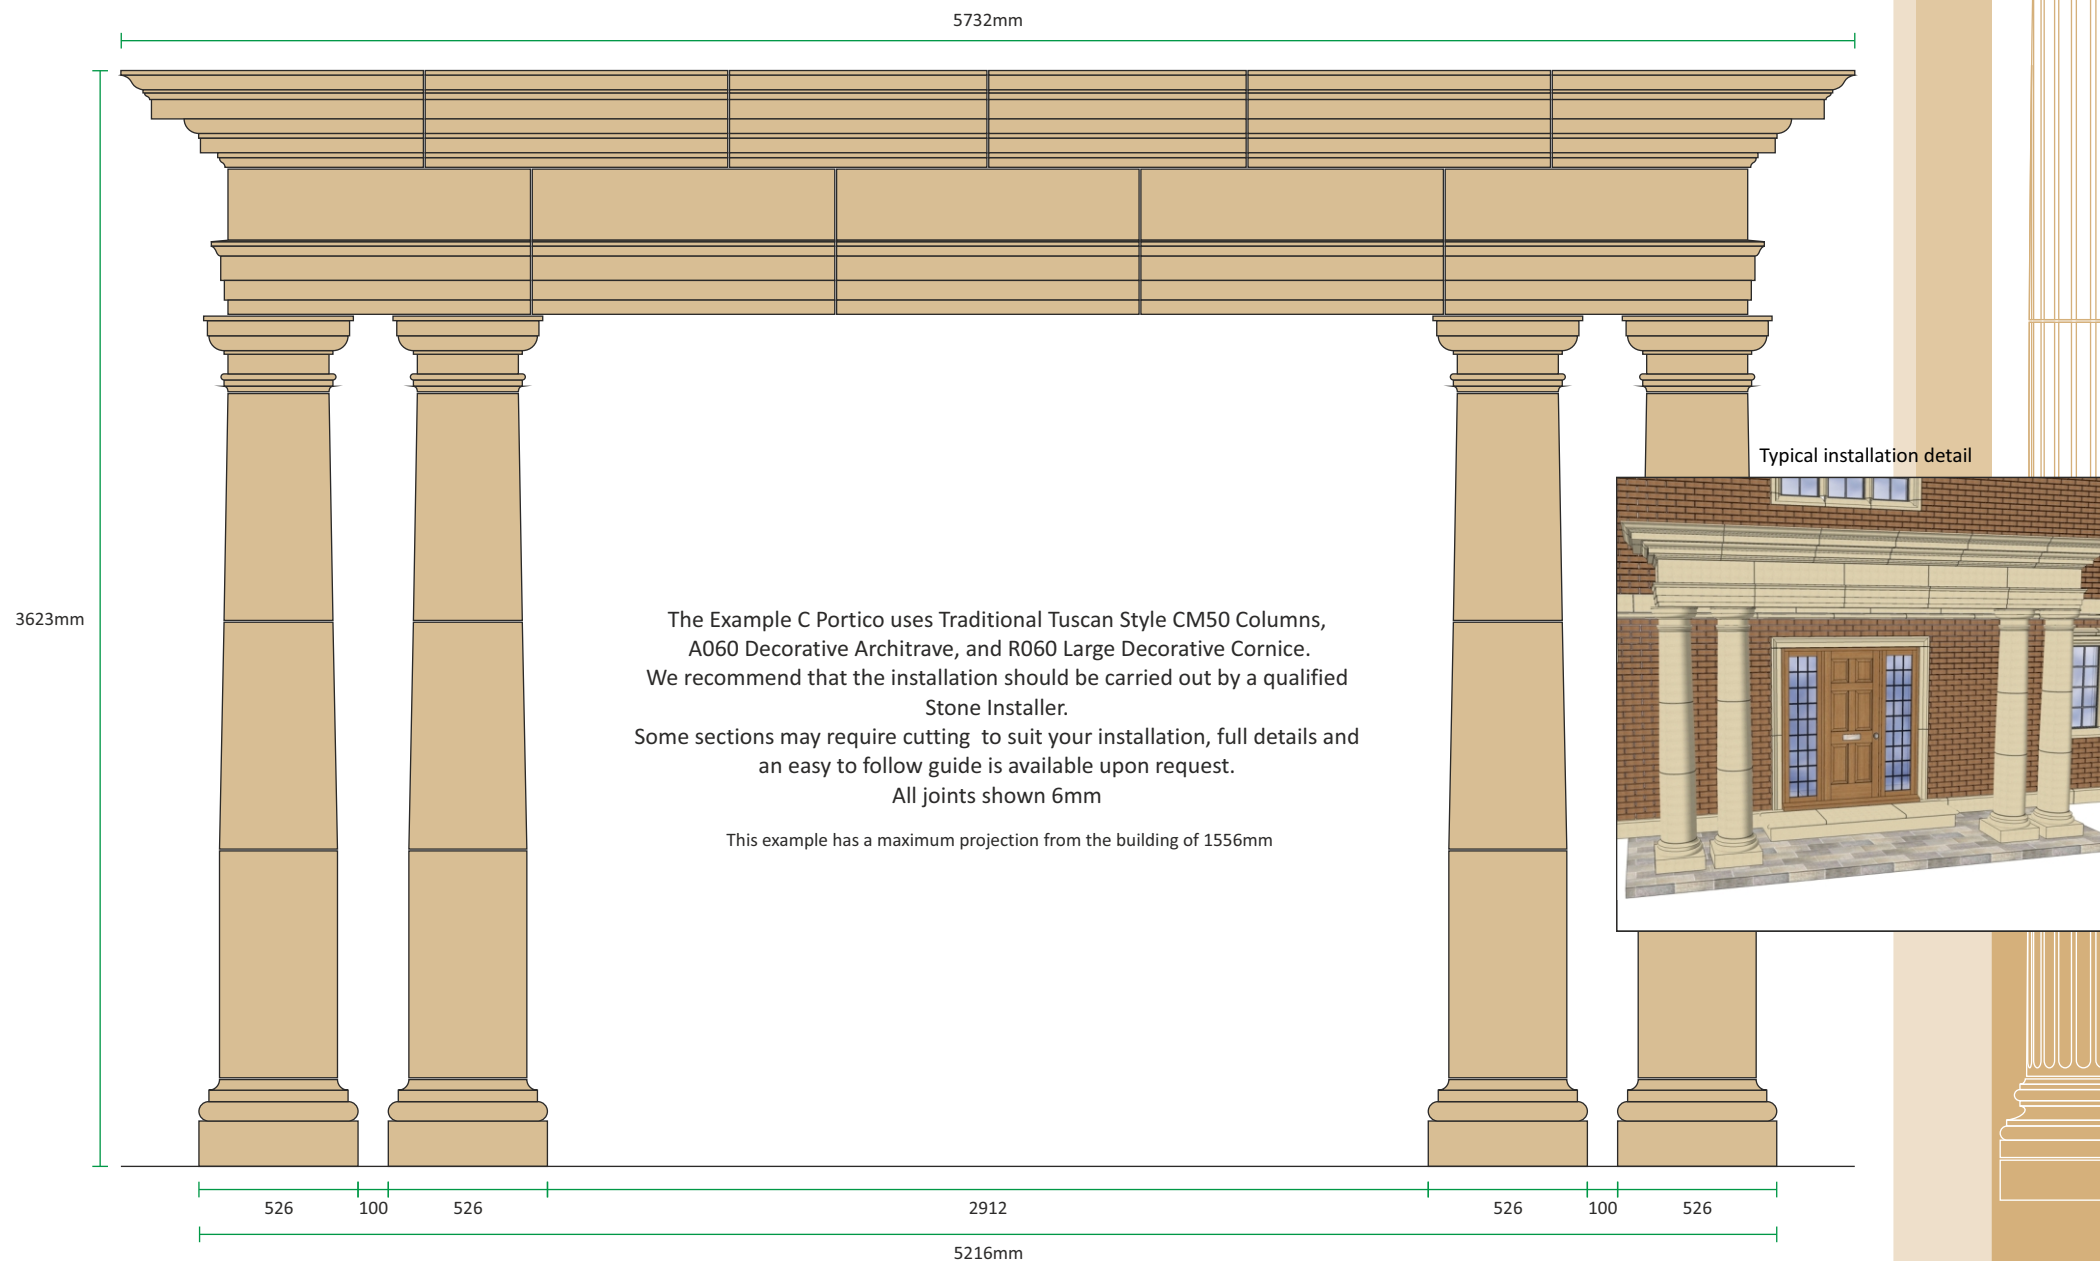 5732mm
Typical installation detail
3623mm
The Example C Portico uses Traditional Tuscan Style CM50 Columns,
A060 Decorative Architrave, and R060 Large Decorative Cornice.
We recommend that the installation should be carried out by a qualified
Stone Installer.
Some sections may require cutting  to suit your installation, full details and
an easy to follow guide is available upon request.
All joints shown 6mm
This example has a maximum projection from the building of 1556mm
526 100 526 2912 526 100 526
5216mm